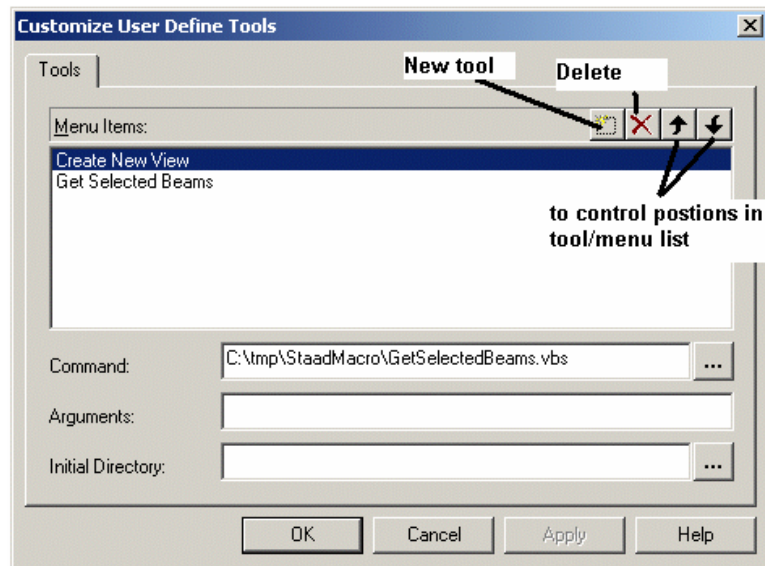 Customize User Define Tools
Tools
New tool
Delete
Menu Items:
Create New View
Get Selected Beams
to control postions in
tool/menu list
Command:
C:\tmp\StaadMacro\GetSelectedBeams.vbs
...
Arguments:
Initial Directory:
...
OK
Cancel
Apply
Help